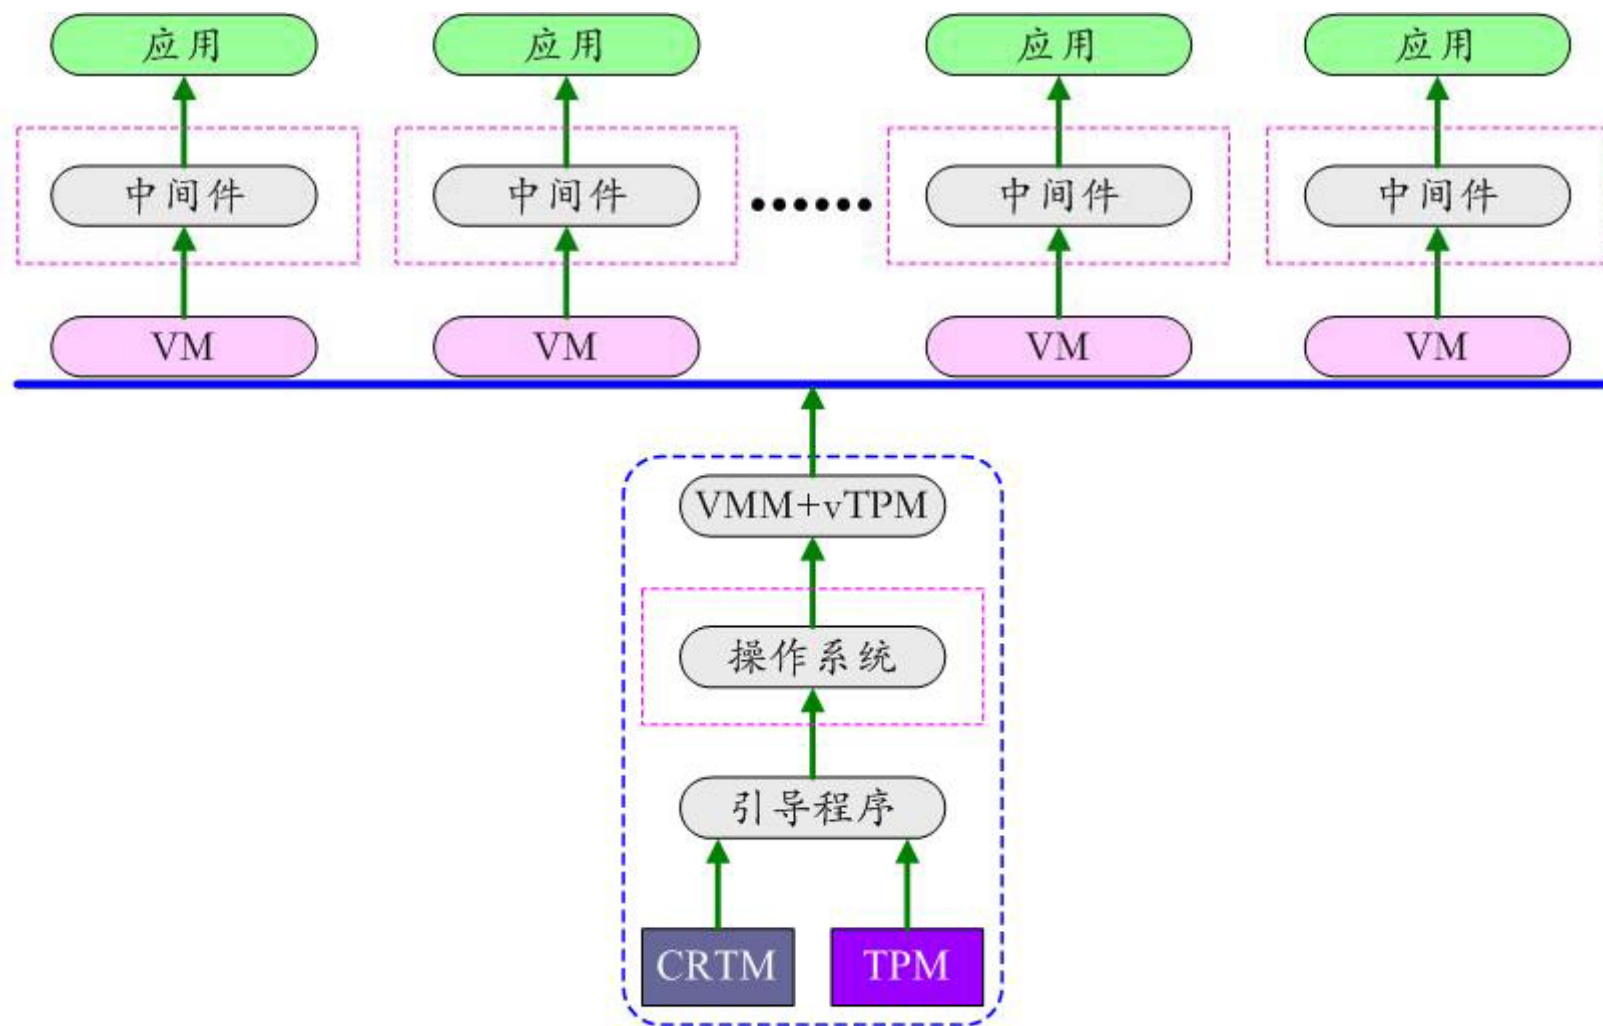 应用 应用 应用 应用
中间件 中间件 ······ 中间件 中间件
VM VM VM VM
VMM+vTPM
操作系统
引导程序
CRTM TPM